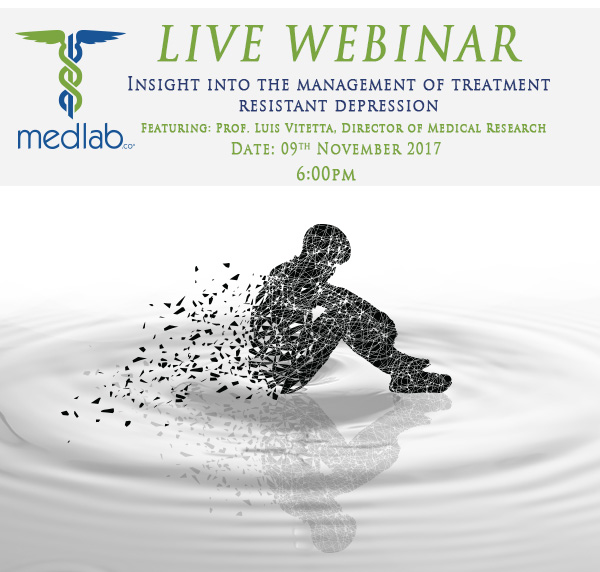 LIVE WEBINAR
INSIGHT INTO THE MANAGEMENT OF TREATMENT
RESISTANT DEPRESSION
FEATURING: PROF. LUIS VITETTA, DIRECTOR OF MEDICAL RESEARCH
DATE: 09TH NOVEMBER 2017
6:00PM
medlab.co